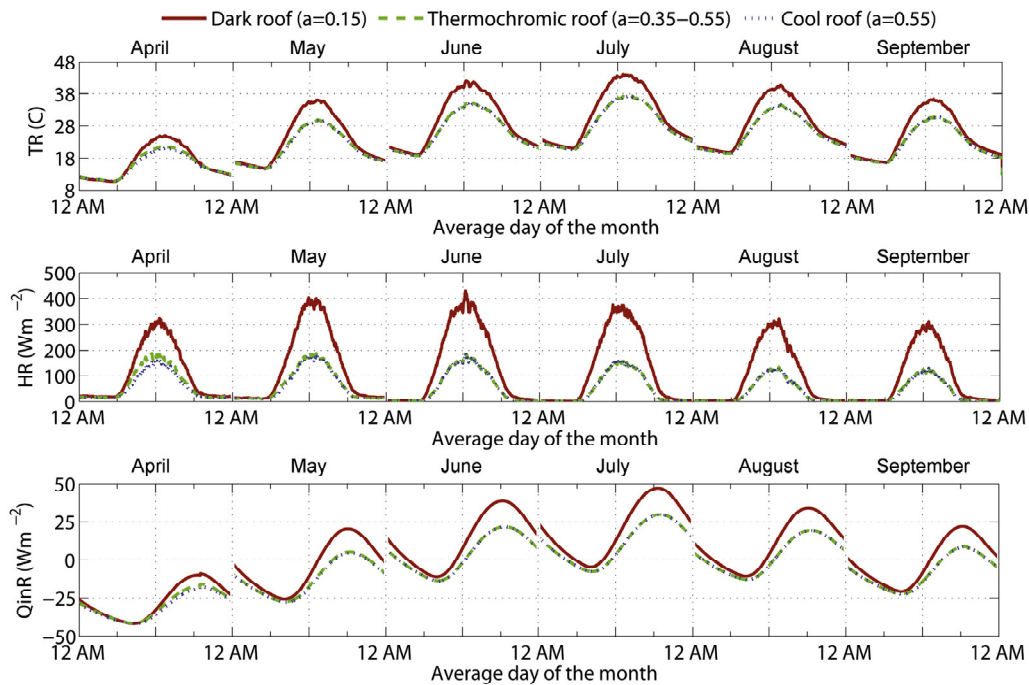 Dark roof (a=0.15) Thermochromic roof (a=0.35−0.55) Cool roof (a=0.55)
April May June July August September
48
38
28
18
8
TR (C)
12 AM 12 AM 12 AM 12 AM 12 AM 12 AM 12 AM
Average day of the month
April May June July August September
500
400
300
200
100
0
HR (Wm⁻²)
12 AM 12 AM 12 AM 12 AM 12 AM 12 AM 12 AM
Average day of the month
April May June July August September
50
25
0
−25
−50
QinR (Wm⁻²)
12 AM 12 AM 12 AM 12 AM 12 AM 12 AM 12 AM
Average day of the month